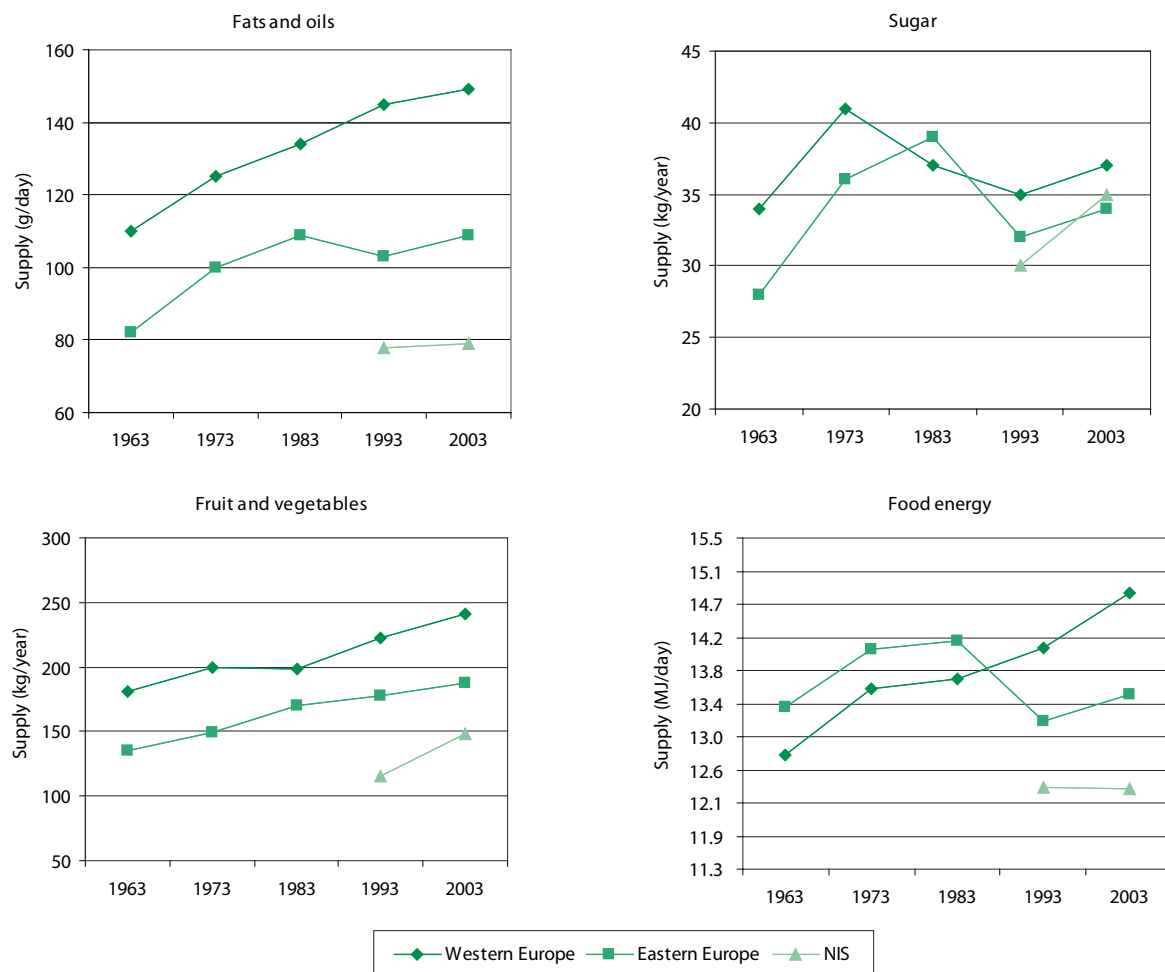 Fats and oils
160
140
120
100
80
60
Supply (g/day)
1963 1973 1983 1993 2003
Sugar
45
40
35
30
25
20
Supply (kg/year)
1963 1973 1983 1993 2003
Fruit and vegetables
300
250
200
150
100
50
Supply (kg/year)
1963 1973 1983 1993 2003
Food energy
15.5
15.1
14.7
14.2
13.8
13.4
13.0
12.6
12.1
11.9
11.3
Supply (MJ/day)
1963 1973 1983 1993 2003
Western Europe Eastern Europe NIS